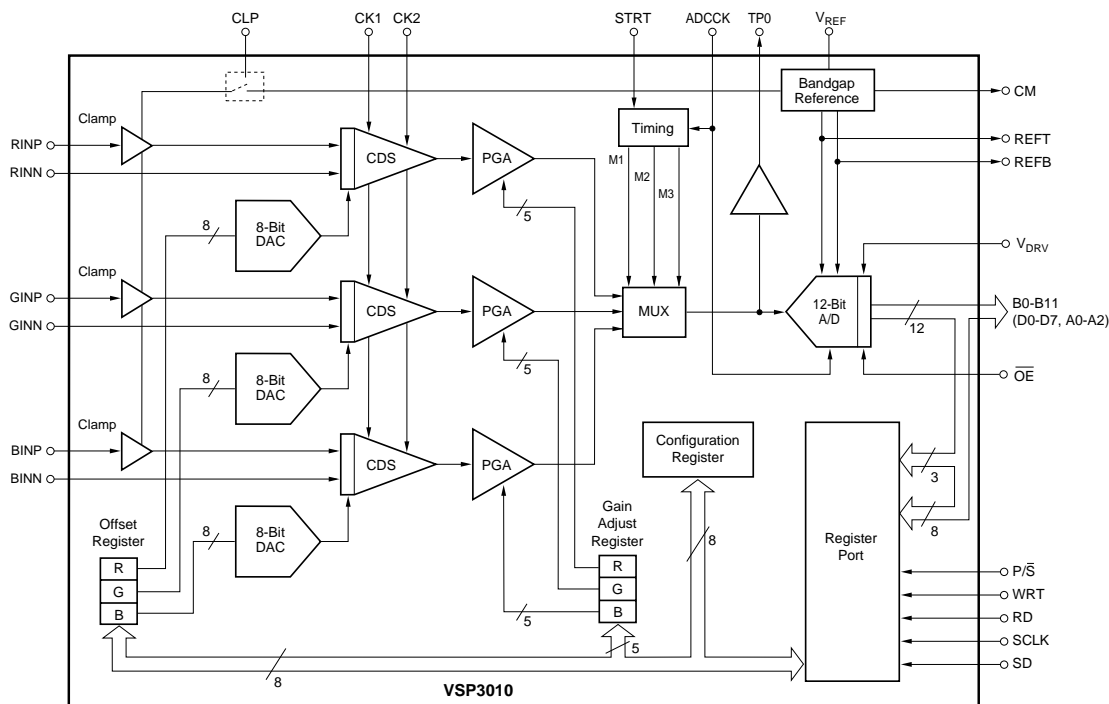 CLP
CK1
CK2
STRT
ADCCK
TP0
VREF
Bandgap
Reference
CM
Clamp
Timing
REFT
RINP
CDS
PGA
M1
M2
M3
REFB
RINN
5
8
8-Bit
DAC
VDRV
Clamp
GINP
CDS
PGA
MUX
12-Bit
A/D
12
B0-B11
(D0-D7, A0-A2)
GINN
5
8
8-Bit
DAC
OE
Clamp
Configuration
Register
BINP
CDS
PGA
3
BINN
Offset
Register
8
8-Bit
DAC
Gain
Adjust
Register
8
Register
Port
8
R
G
B
R
G
B
5
P/S
WRT
RD
SCLK
SD
8
5
VSP3010